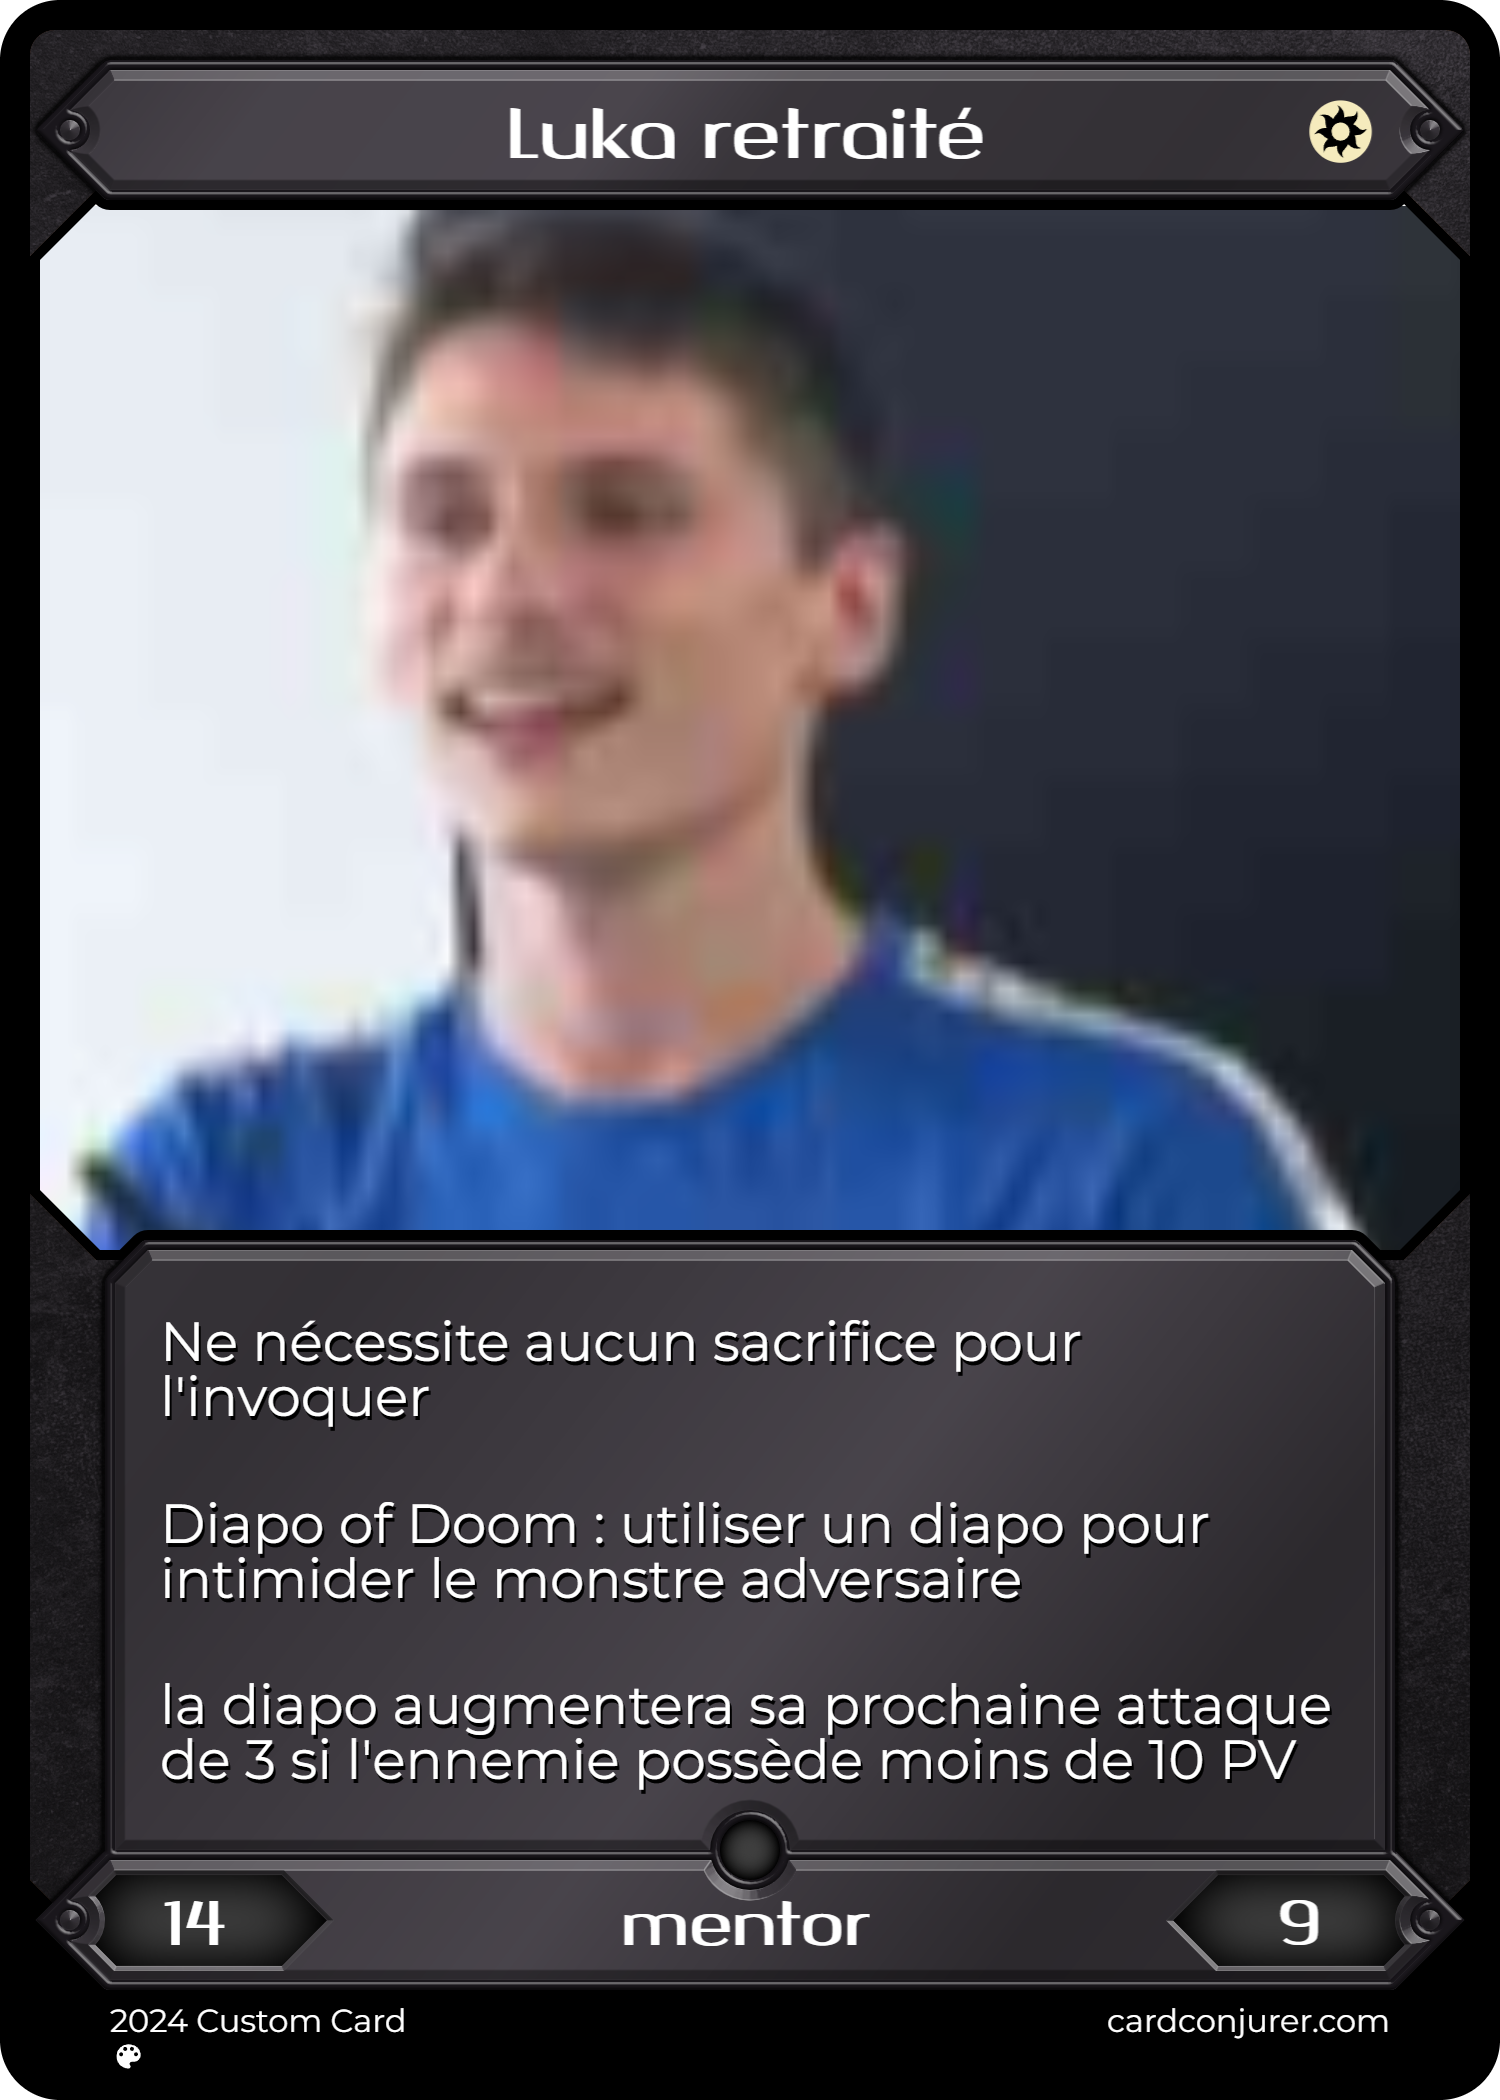 Luka retraité
Ne nécessite aucun sacrifice pour
l'invoquer
Diapo of Doom : utiliser un diapo pour
intimider le monstre adversaire
la diapo augmentera sa prochaine attaque
de 3 si l'ennemie possède moins de 10 PV
14
mentor
9
2024 Custom Card
cardconjurer.com